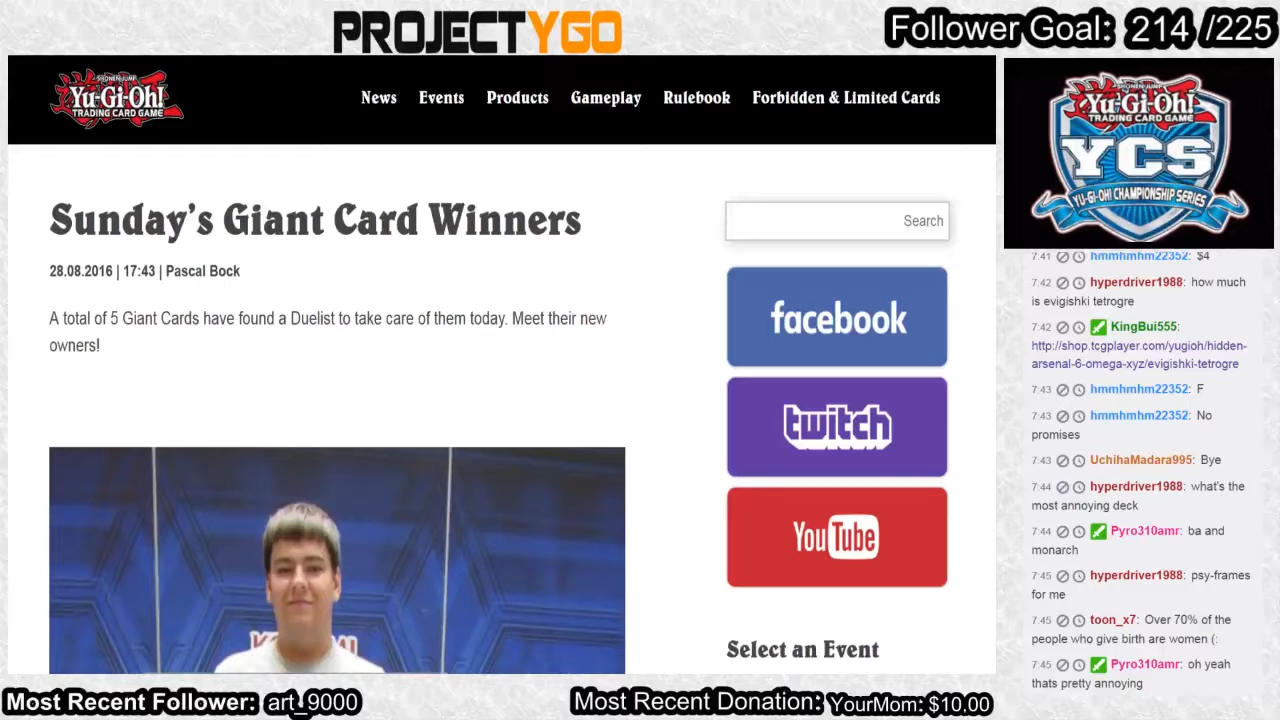 PROJECTYGO
Follower Goal: 214 /225
SHONEN JUMP
Yu-Gi-Oh!
TRADING CARD GAME
News Events Products Gameplay Rulebook Forbidden & Limited Cards
Sunday's Giant Card Winners
28.08.2016 | 17:43 | Pascal Bock
A total of 5 Giant Cards have found a Duelist to take care of them today. Meet their new
owners!
KONAMI
Search
facebook
twitch
YouTube
Select an Event
SHONEN JUMP
Yu-Gi-Oh!
TRADING CARD GAME
YCS
YU-GI-OH! CHAMPIONSHIP SERIES
7:41 hmmhmhm22352: $4
7:42 hyperdriver1988: how much
is evigishki tetrogre
7:42 KingBui555:
http://shop.tcgplayer.com/yugioh/hidden-
arsenal-6-omega-xyz/evigishki-tetrogre
7:43 hmmhmhm22352: F
7:43 hmmhmhm22352: No
promises
7:43 UchihaMadara995: Bye
7:44 hyperdriver1988: what's the
most annoying deck
7:44 Pyro310amr: ba and
monarch
7:45 hyperdriver1988: psy-frames
for me
7:45 toon_x7: Over 70% of the
people who give birth are women (:
7:45 Pyro310amr: oh yeah
thats pretty annoying
Most Recent Follower: art_9000
Most Recent Donation: YourMom: $10.00